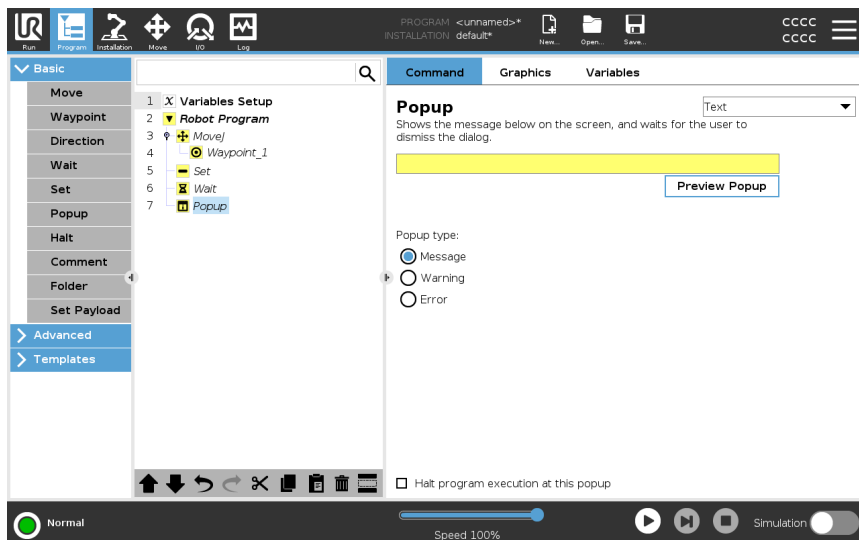 PROGRAM <unnamed>*
INSTALLATION default*
UR
Run
Program
Installation
Move
I/O
Log
New...
Open...
Save...
CCCC
CCCC
Basic
Move
Waypoint
Direction
Wait
Set
Popup
Halt
Comment
Folder
Set Payload
Advanced
Templates
1 X Variables Setup
2 Robot Program
3 MoveJ
4 Waypoint_1
5 Set
6 Wait
7 Popup
Command Graphics Variables
Popup
Text
Shows the message below on the screen, and waits for the user to
dismiss the dialog.
Preview Popup
Popup type:
Message
Warning
Error
Halt program execution at this popup
Normal
Speed 100%
Simulation